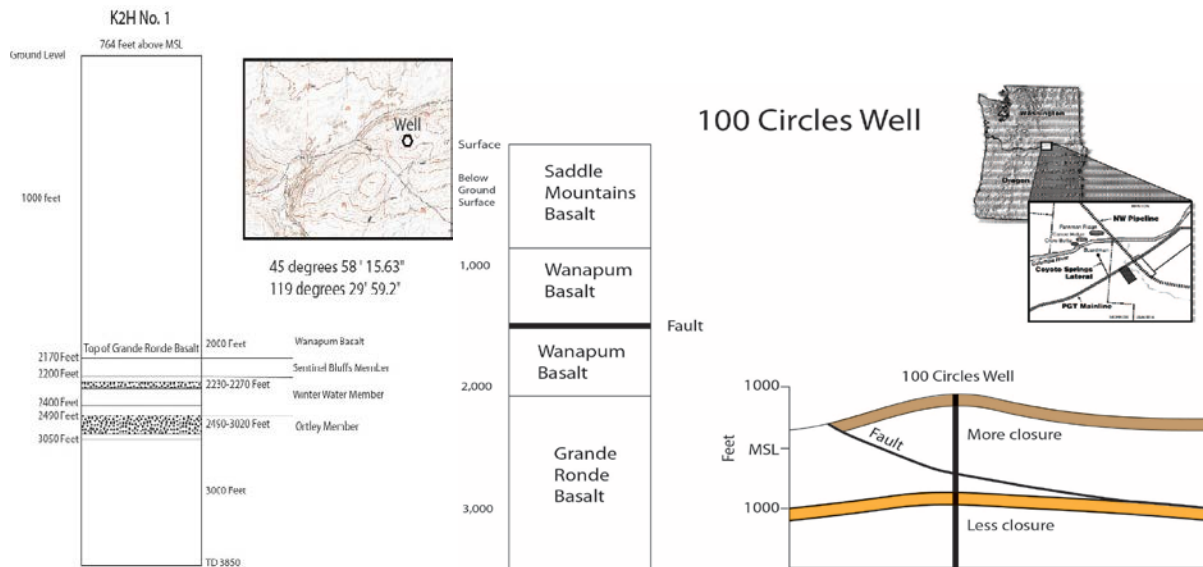 K2H No. 1
764 Feet above MSL
Ground Level
1000 feet
Top of Grande Ronde Basalt
2000 Feet
Wanapum Basalt
2170 Feet
Sentinel Bluffs Member
2200 Feet
2230-2270 Feet
Winter Water Member
2400 Feet
2490 Feet
2490-3020 Feet
Ortley Member
3050 Feet
3000 Feet
TD 3850
Well
45 degrees 58 ' 15.63"
119 degrees 29' 59.2"
100 Circles Well
Surface
Below
Ground
Surface
Saddle
Mountains
Basalt
1,000
Wanapum
Basalt
Fault
Wanapum
Basalt
2,000
Grande
Ronde
Basalt
3,000
Washington
Oregon
NW Pipeline
Boardman
Coyote Springs
Lateral
PGT Mainline
100 Circles Well
1000
Feet
MSL
1000
Fault
More closure
Less closure